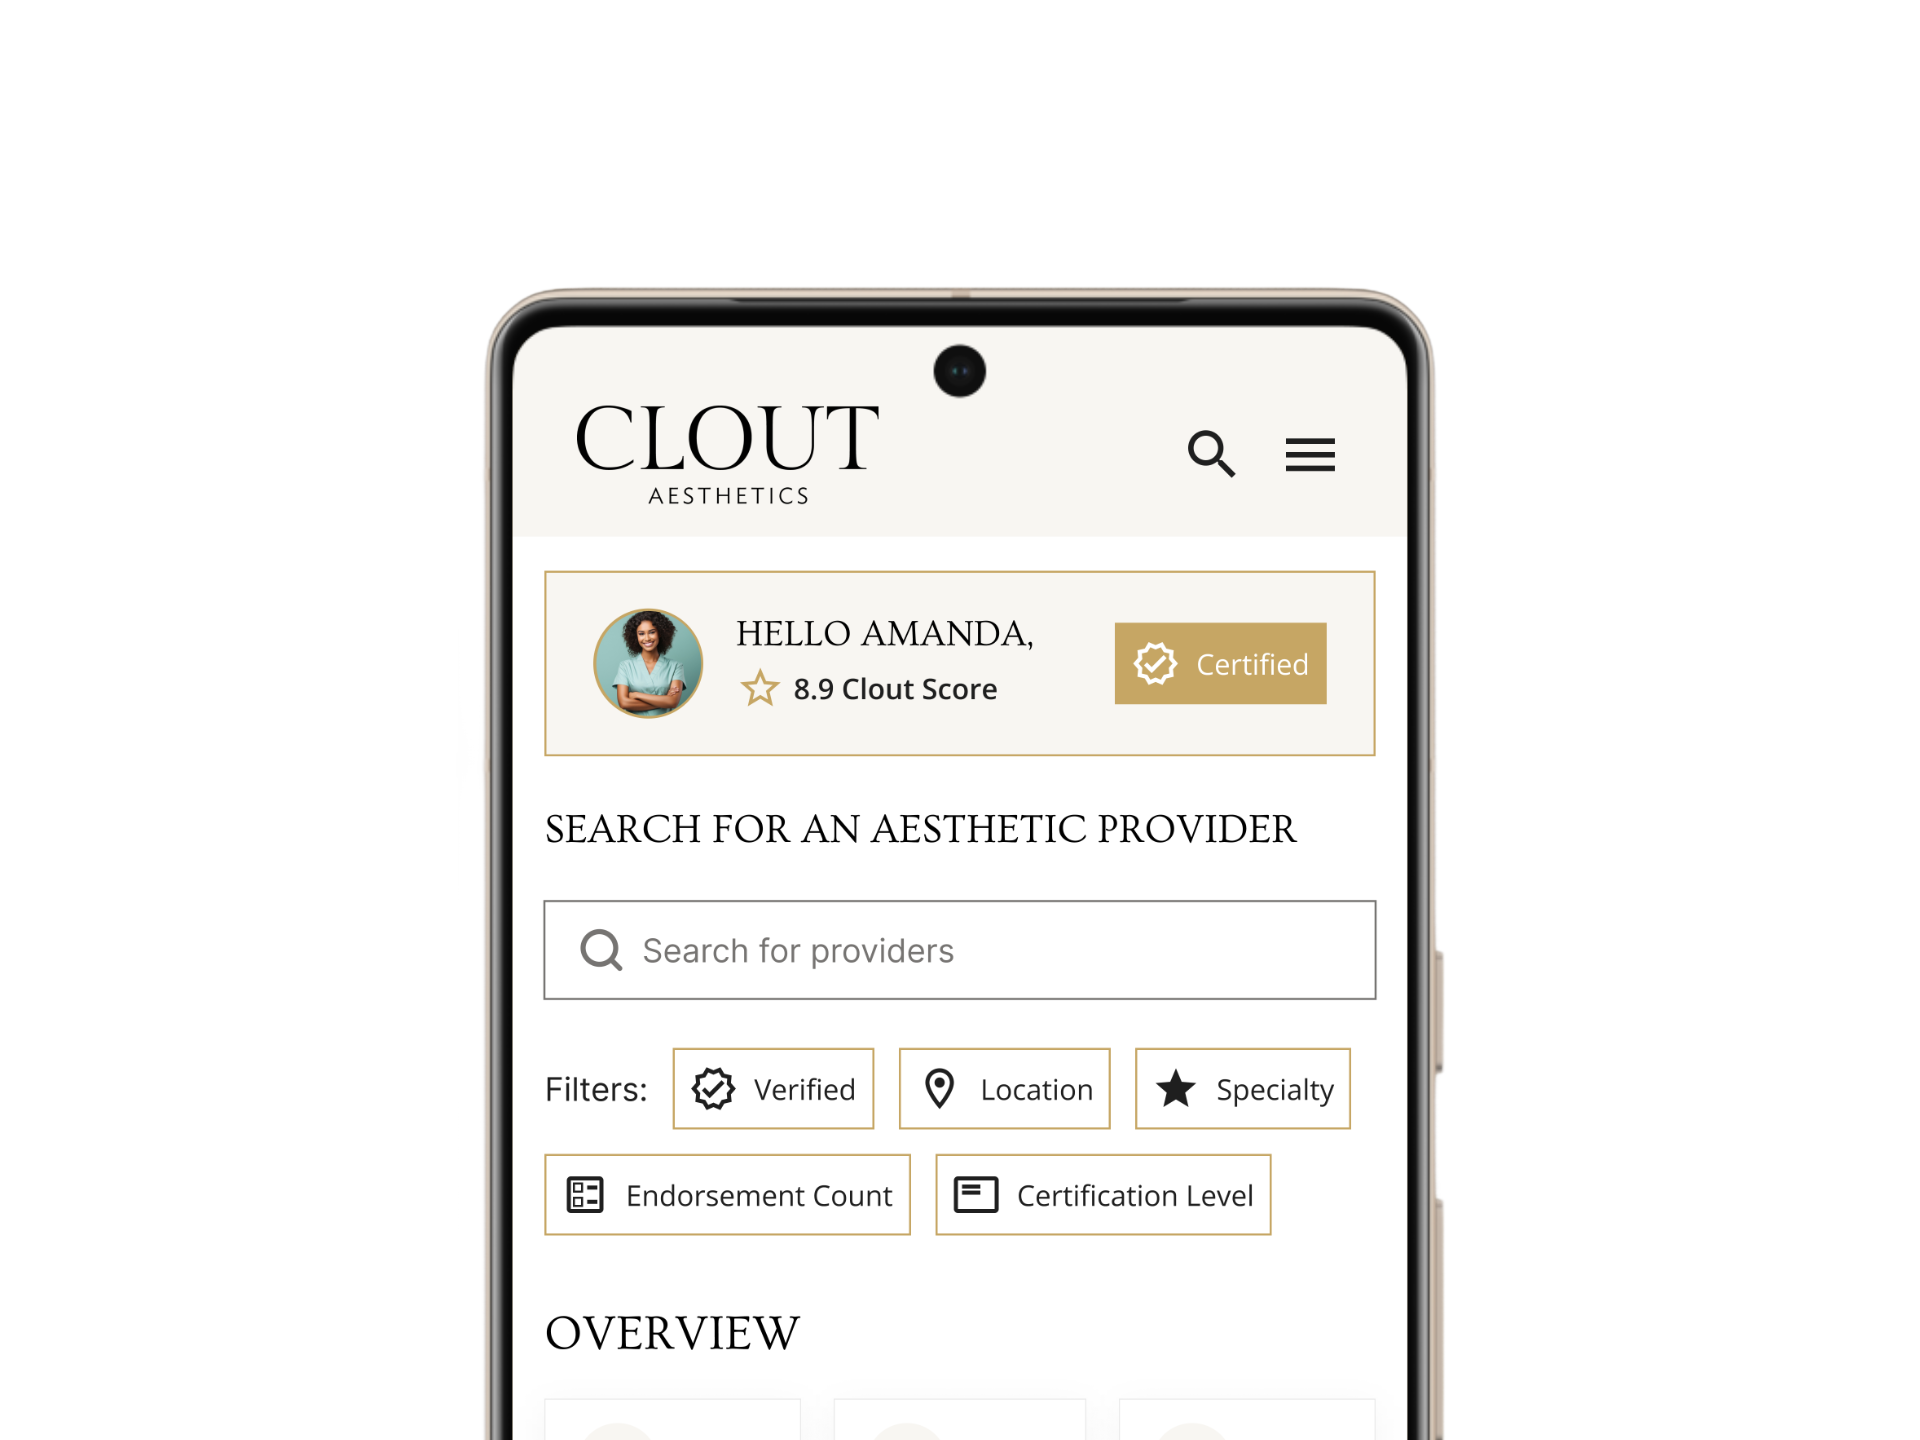 CLOUT
AESTHETICS
HELLO AMANDA,
8.9 Clout Score
Certified
SEARCH FOR AN AESTHETIC PROVIDER
Search for providers
Filters:
Verified
Location
Specialty
Endorsement Count
Certification Level
OVERVIEW